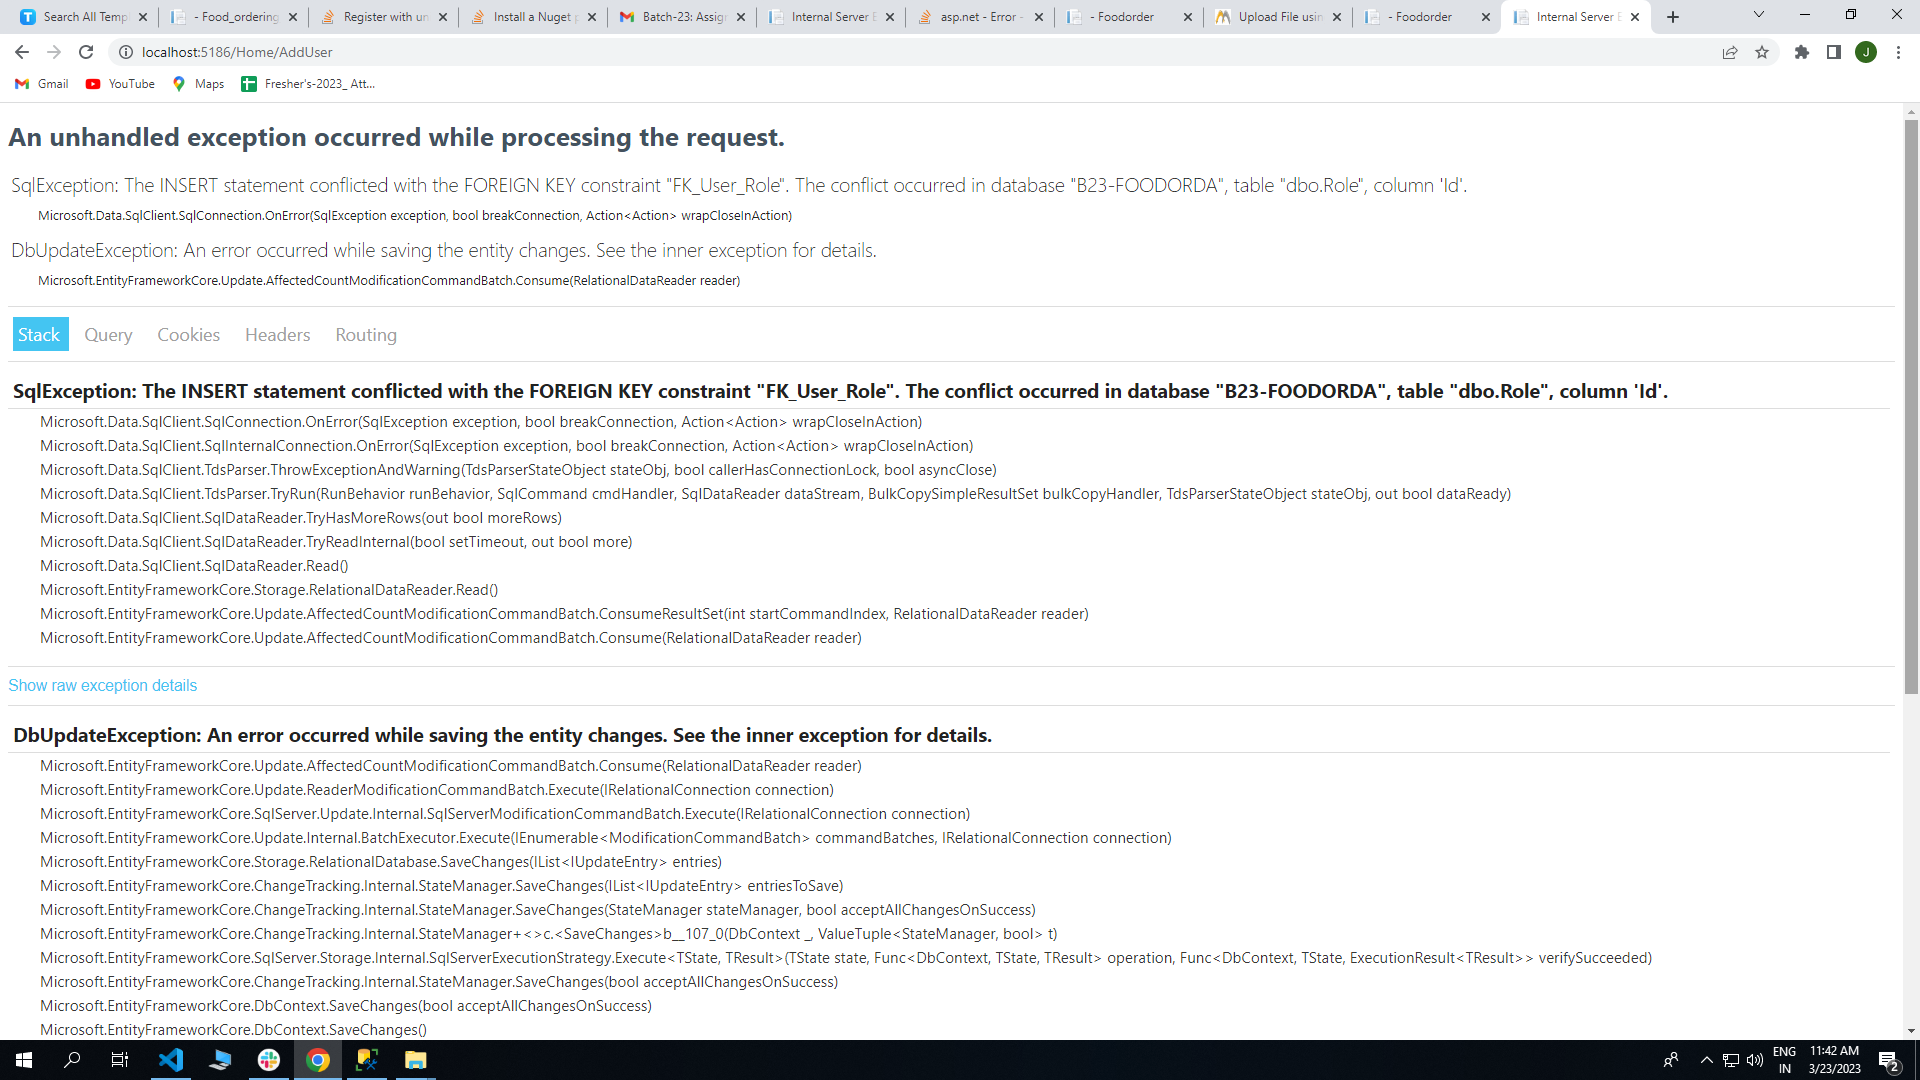 Search All Temp
- Food_ordering
Register with un
Install a Nuget p
Batch-23: Assign
Internal Server E
asp.net - Error -
- Foodorder
Upload File usin
- Foodorder
Internal Server E
localhost:5186/Home/AddUser
J
Gmail
YouTube
Maps
Fresher's-2023_ Att...
An unhandled exception occurred while processing the request.
SqlException: The INSERT statement conflicted with the FOREIGN KEY constraint "FK_User_Role". The conflict occurred in database "B23-FOODORDA", table "dbo.Role", column 'Id'.
Microsoft.Data.SqlClient.SqlConnection.OnError(SqlException exception, bool breakConnection, Action<Action> wrapCloseInAction)
DbUpdateException: An error occurred while saving the entity changes. See the inner exception for details.
Microsoft.EntityFrameworkCore.Update.AffectedCountModificationCommandBatch.Consume(RelationalDataReader reader)
Stack Query Cookies Headers Routing
SqlException: The INSERT statement conflicted with the FOREIGN KEY constraint "FK_User_Role". The conflict occurred in database "B23-FOODORDA", table "dbo.Role", column 'Id'.
Microsoft.Data.SqlClient.SqlConnection.OnError(SqlException exception, bool breakConnection, Action<Action> wrapCloseInAction)
Microsoft.Data.SqlClient.SqlInternalConnection.OnError(SqlException exception, bool breakConnection, Action<Action> wrapCloseInAction)
Microsoft.Data.SqlClient.TdsParser.ThrowExceptionAndWarning(TdsParserStateObject stateObj, bool callerHasConnectionLock, bool asyncClose)
Microsoft.Data.SqlClient.TdsParser.TryRun(RunBehavior runBehavior, SqlCommand cmdHandler, SqlDataReader dataStream, BulkCopySimpleResultSet bulkCopyHandler, TdsParserStateObject stateObj, out bool dataReady)
Microsoft.Data.SqlClient.SqlDataReader.TryHasMoreRows(out bool moreRows)
Microsoft.Data.SqlClient.SqlDataReader.TryReadInternal(bool setTimeout, out bool more)
Microsoft.Data.SqlClient.SqlDataReader.Read()
Microsoft.EntityFrameworkCore.Storage.RelationalDataReader.Read()
Microsoft.EntityFrameworkCore.Update.AffectedCountModificationCommandBatch.ConsumeResultSet(int startCommandIndex, RelationalDataReader reader)
Microsoft.EntityFrameworkCore.Update.AffectedCountModificationCommandBatch.Consume(RelationalDataReader reader)
Show raw exception details
DbUpdateException: An error occurred while saving the entity changes. See the inner exception for details.
Microsoft.EntityFrameworkCore.Update.AffectedCountModificationCommandBatch.Consume(RelationalDataReader reader)
Microsoft.EntityFrameworkCore.Update.ReaderModificationCommandBatch.Execute(IRelationalConnection connection)
Microsoft.EntityFrameworkCore.SqlServer.Update.Internal.SqlServerModificationCommandBatch.Execute(IRelationalConnection connection)
Microsoft.EntityFrameworkCore.Update.Internal.BatchExecutor.Execute(IEnumerable<ModificationCommandBatch> commandBatches, IRelationalConnection connection)
Microsoft.EntityFrameworkCore.Storage.RelationalDatabase.SaveChanges(IList<IUpdateEntry> entries)
Microsoft.EntityFrameworkCore.ChangeTracking.Internal.StateManager.SaveChanges(IList<IUpdateEntry> entriesToSave)
Microsoft.EntityFrameworkCore.ChangeTracking.Internal.StateManager.SaveChanges(StateManager stateManager, bool acceptAllChangesOnSuccess)
Microsoft.EntityFrameworkCore.ChangeTracking.Internal.StateManager+<>c.<SaveChanges>b__107_0(DbContext _, ValueTuple<StateManager, bool> t)
Microsoft.EntityFrameworkCore.SqlServer.Storage.Internal.SqlServerExecutionStrategy.Execute<TState, TResult>(TState state, Func<DbContext, TState, TResult> operation, Func<DbContext, TState, ExecutionResult<TResult>> verifySucceeded)
Microsoft.EntityFrameworkCore.ChangeTracking.Internal.StateManager.SaveChanges(bool acceptAllChangesOnSuccess)
Microsoft.EntityFrameworkCore.DbContext.SaveChanges(bool acceptAllChangesOnSuccess)
Microsoft.EntityFrameworkCore.DbContext.SaveChanges()
ENG
IN
11:42 AM
3/23/2023
2